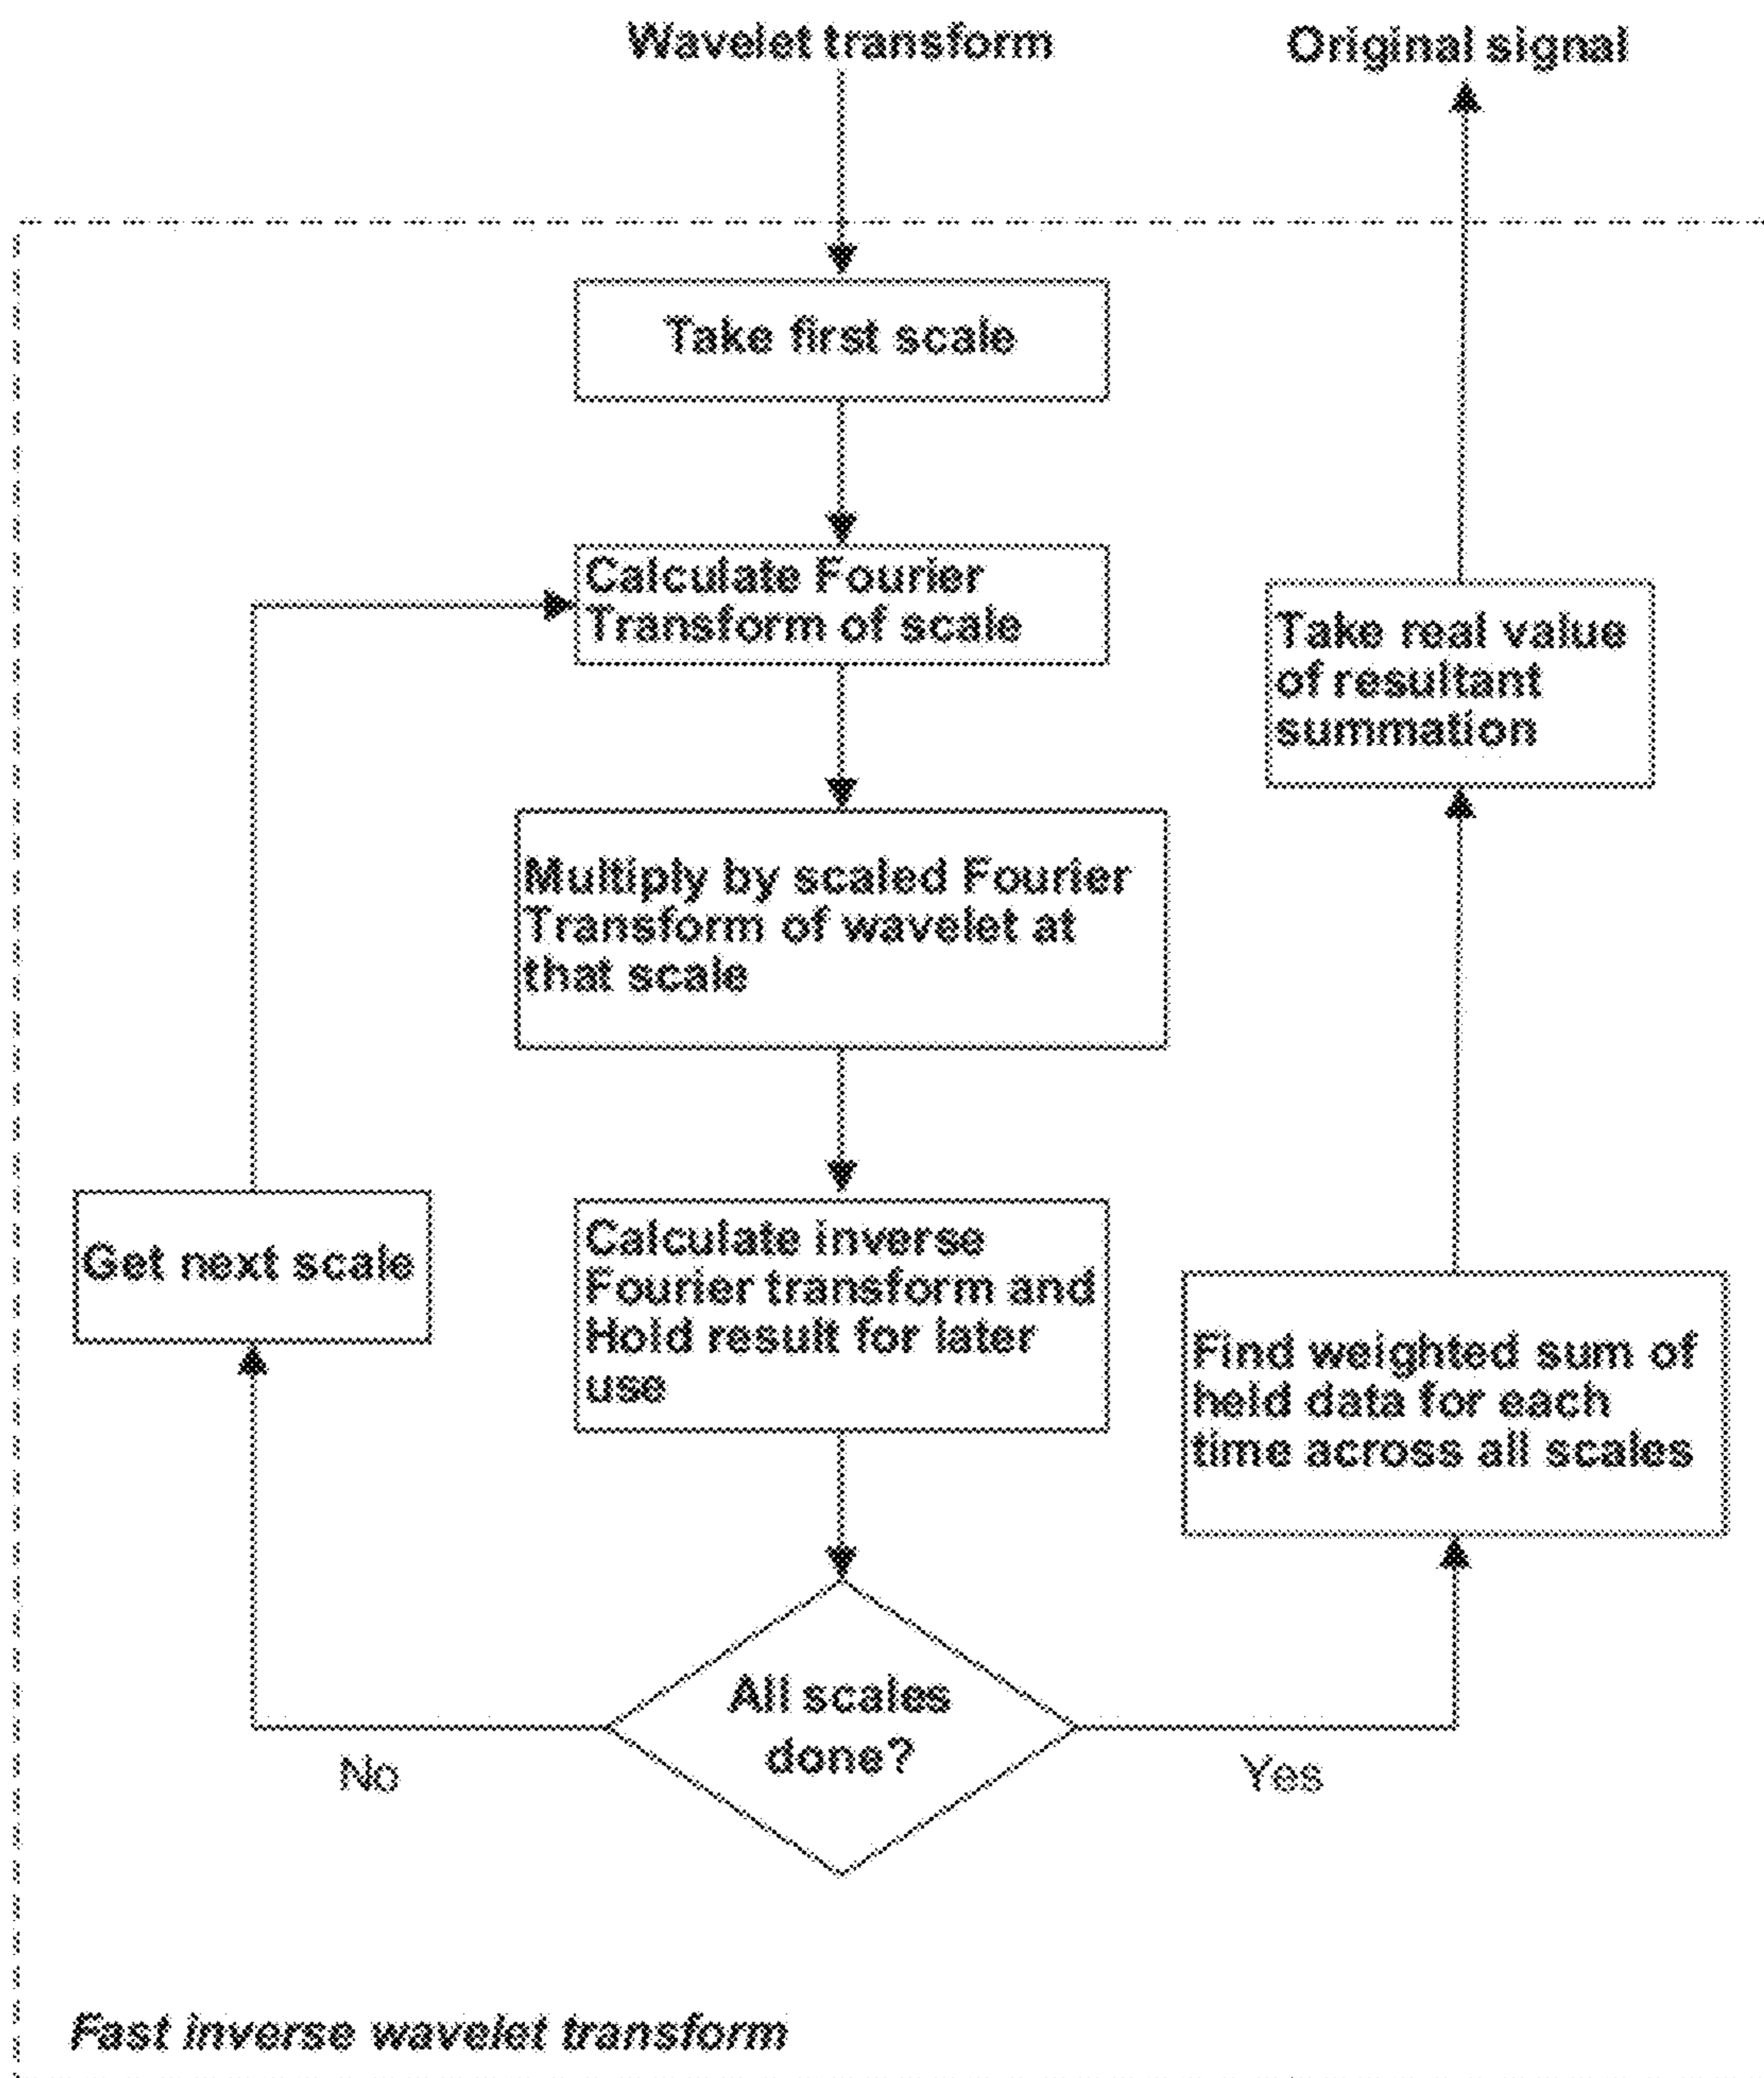 Wavelet transform
Original signal
Take first scale
Calculate Fourier
Transform of scale
Take real value
of resultant
summation
Multiply by scaled Fourier
Transform of wavelet at
that scale
Get next scale
Calculate inverse
Fourier transform and
Hold result for later
use
Find weighted sum of
held data for each
time across all scales
All scales
done?
No
Yes
Fast inverse wavelet transform